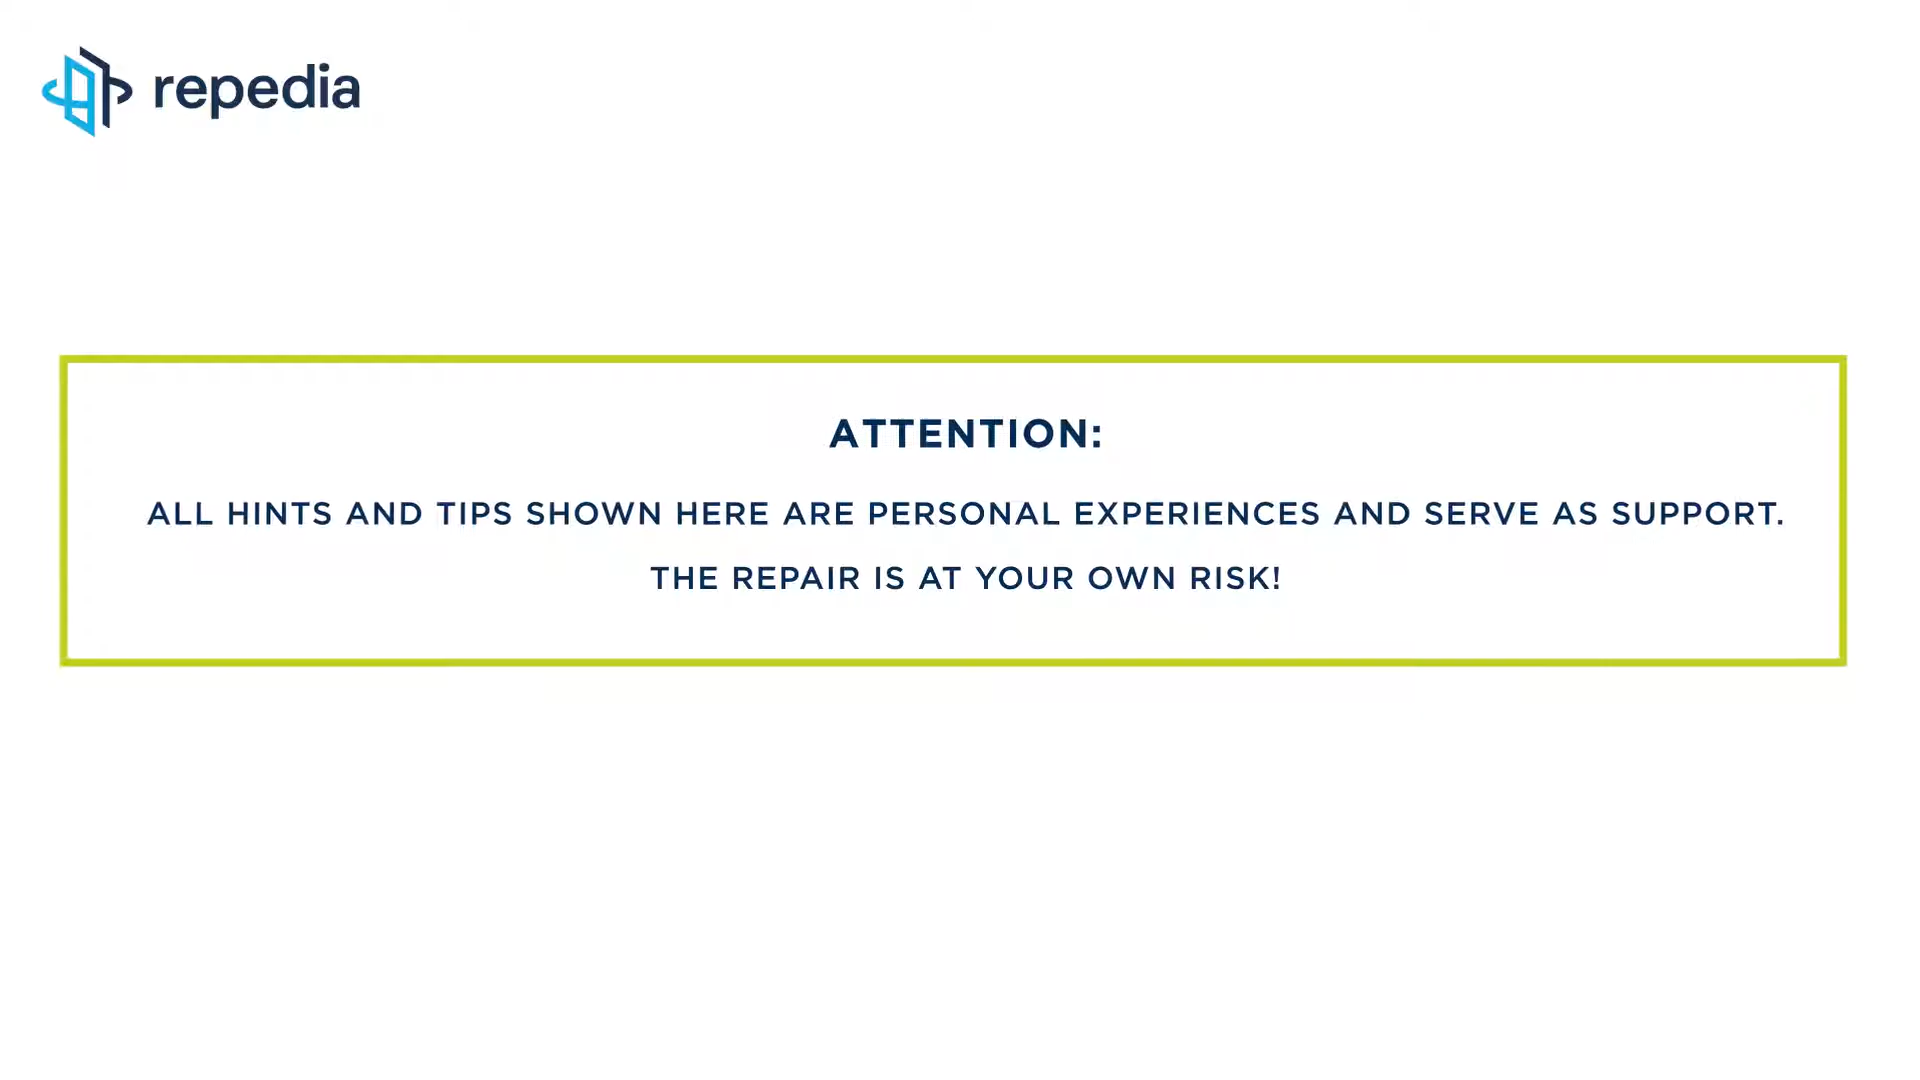 repedia
ATTENTION:
ALL HINTS AND TIPS SHOWN HERE ARE PERSONAL EXPERIENCES AND SERVE AS SUPPORT.
THE REPAIR IS AT YOUR OWN RISK!